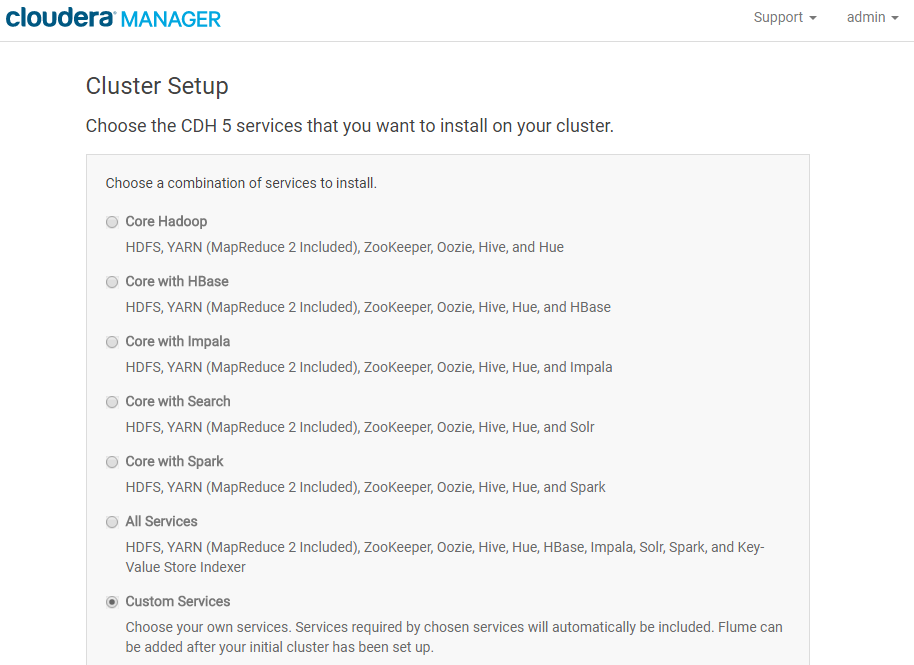 cloudera MANAGER
Support
admin
Cluster Setup
Choose the CDH 5 services that you want to install on your cluster.
Choose a combination of services to install.
Core Hadoop
HDFS, YARN (MapReduce 2 Included), ZooKeeper, Oozie, Hive, and Hue
Core with HBase
HDFS, YARN (MapReduce 2 Included), ZooKeeper, Oozie, Hive, Hue, and HBase
Core with Impala
HDFS, YARN (MapReduce 2 Included), ZooKeeper, Oozie, Hive, Hue, and Impala
Core with Search
HDFS, YARN (MapReduce 2 Included), ZooKeeper, Oozie, Hive, Hue, and Solr
Core with Spark
HDFS, YARN (MapReduce 2 Included), ZooKeeper, Oozie, Hive, Hue, and Spark
All Services
HDFS, YARN (MapReduce 2 Included), ZooKeeper, Oozie, Hive, Hue, HBase, Impala, Solr, Spark, and Key-
Value Store Indexer
Custom Services
Choose your own services. Services required by chosen services will automatically be included. Flume can
be added after your initial cluster has been set up.